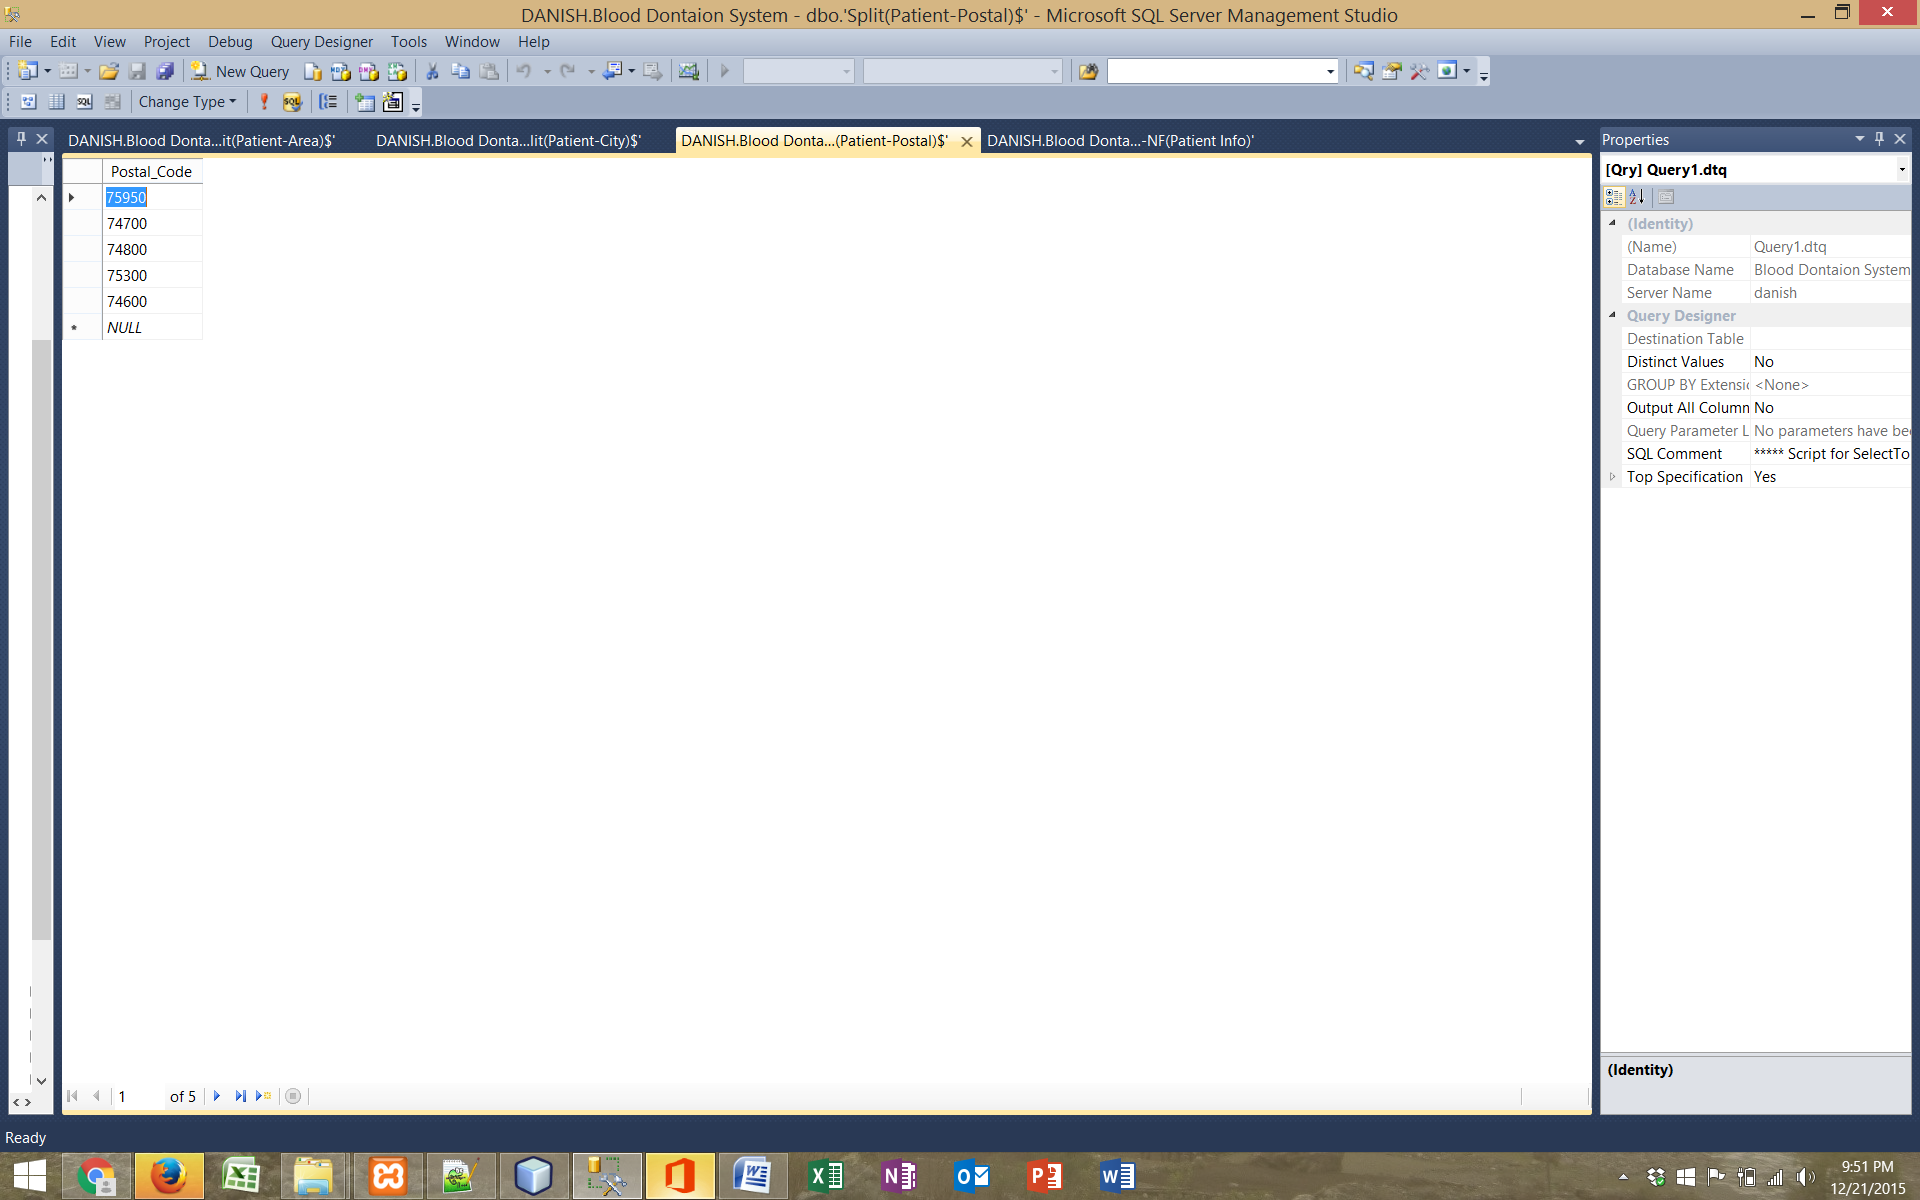 DANISH.Blood Dontaion System - dbo.'Split(Patient-Postal)$' - Microsoft SQL Server Management Studio
File Edit View Project Debug Query Designer Tools Window Help
New Query
Change Type
DANISH.Blood Donta...it(Patient-Area)$' DANISH.Blood Donta...lit(Patient-City)$' DANISH.Blood Donta...(Patient-Postal)$' DANISH.Blood Donta...-NF(Patient Info)'
Postal_Code
75950
74700
74800
75300
74600
NULL
1 of 5
Properties
[Qry] Query1.dtq
(Identity)
(Name) Query1.dtq
Database Name Blood Dontaion System
Server Name danish
Query Designer
Destination Table
Distinct Values No
GROUP BY Extensic <None>
Output All Column No
Query Parameter L No parameters have bee
SQL Comment ***** Script for SelectTo
Top Specification Yes
(Identity)
Ready
9:51 PM
12/21/2015